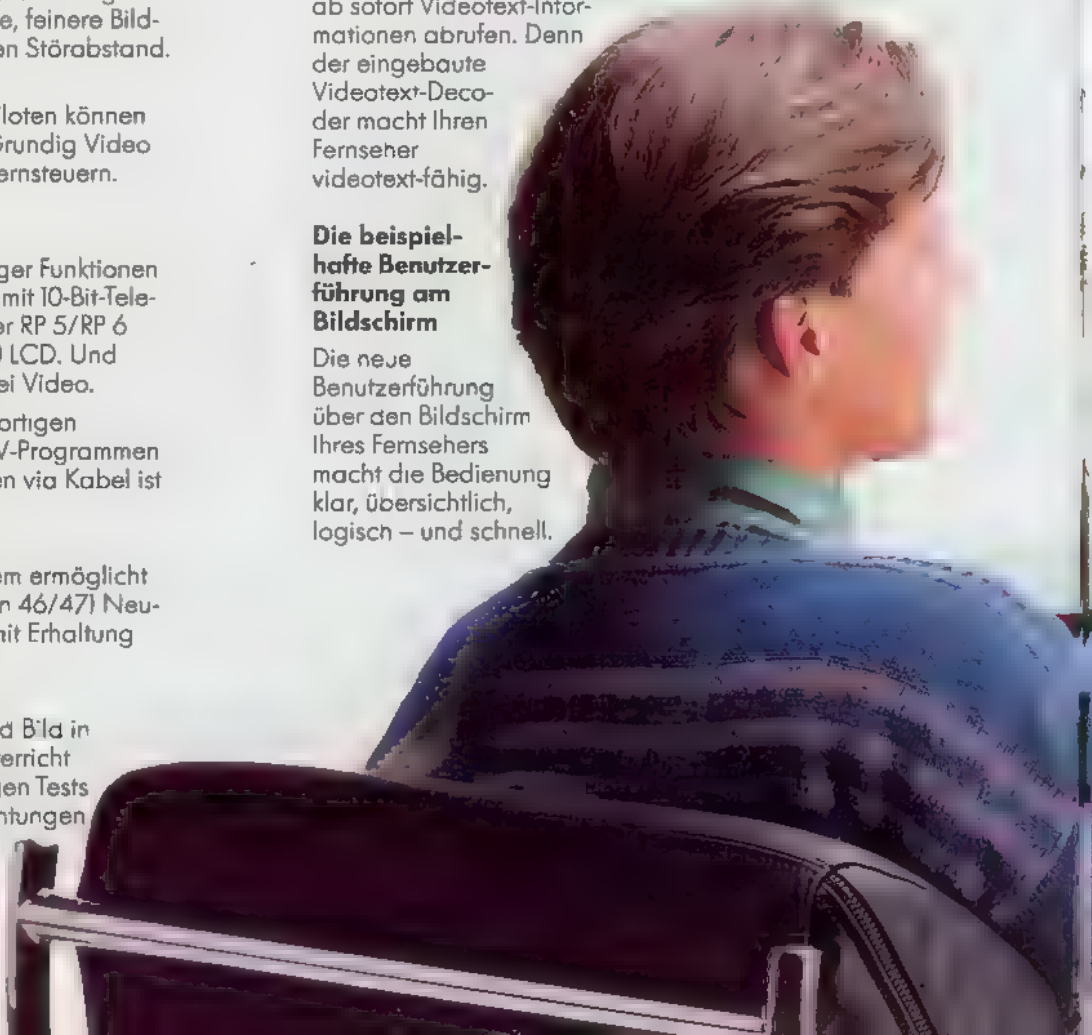 e, feinere Bild-
en Störabstand.
loten können
Grundig Video
ernsteuern.
ger Funktionen
mit 10-Bit-Tele-
er RP 5/RP 6
LCD. Und
ei Video.
ortigen
V-Programmen
en via Kabel ist
em ermöglicht
n 46/47) Neu-
mit Erhaltung
d Bild in
erricht
gen Tests
htungen
ab sofort Videotext-Infor-
mationen abrufen. Denn
der eingebaute
Videotext-Deco-
der macht Ihren
Fernseher
videotext-fähig.
Die beispiel-
hafte Benutzer-
führung am
Bildschirm
Die neue
Benutzerführung
über den Bildschirm
Ihres Fernsehers
macht die Bedienung
klar, übersichtlich,
logisch – und schnell.